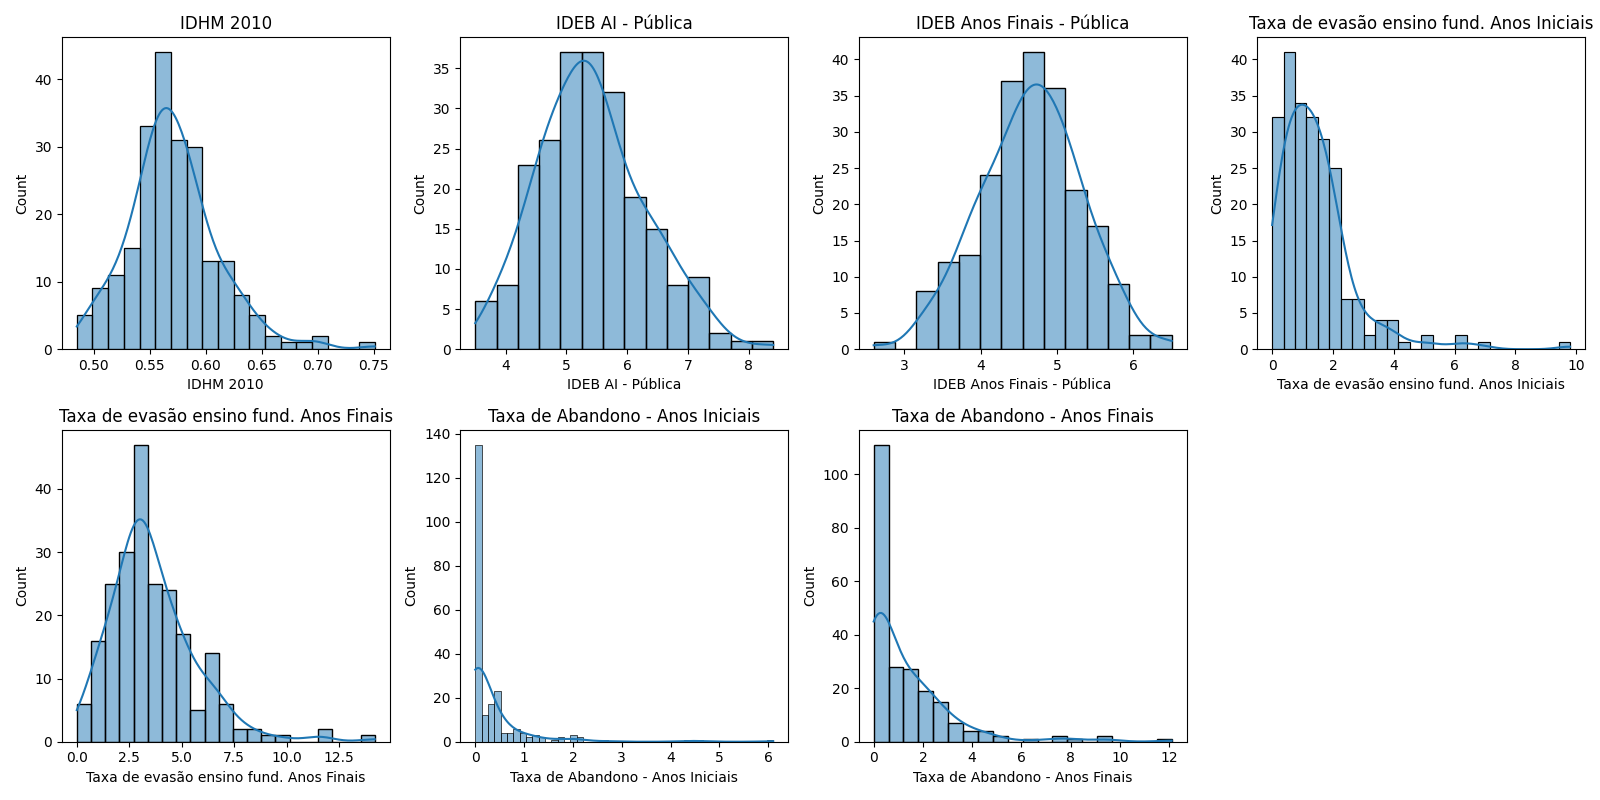 IDHM 2010
40
30
20
10
0
Count
0.50 0.55 0.60 0.65 0.70 0.75
IDHM 2010
IDEB AI - Pública
35
30
25
20
15
10
5
0
Count
4 5 6 7 8
IDEB AI - Pública
IDEB Anos Finais - Pública
40
35
30
25
20
15
10
5
0
Count
3 4 5 6
IDEB Anos Finais - Pública
Taxa de evasão ensino fund. Anos Iniciais
40
35
30
25
20
15
10
5
0
Count
0 2 4 6 8 10
Taxa de evasão ensino fund. Anos Iniciais
Taxa de evasão ensino fund. Anos Finais
40
30
20
10
0
Count
0.0 2.5 5.0 7.5 10.0 12.5
Taxa de evasão ensino fund. Anos Finais
Taxa de Abandono - Anos Iniciais
140
120
100
80
60
40
20
0
Count
0 1 2 3 4 5 6
Taxa de Abandono - Anos Iniciais
Taxa de Abandono - Anos Finais
100
80
60
40
20
0
Count
0 2 4 6 8 10 12
Taxa de Abandono - Anos Finais